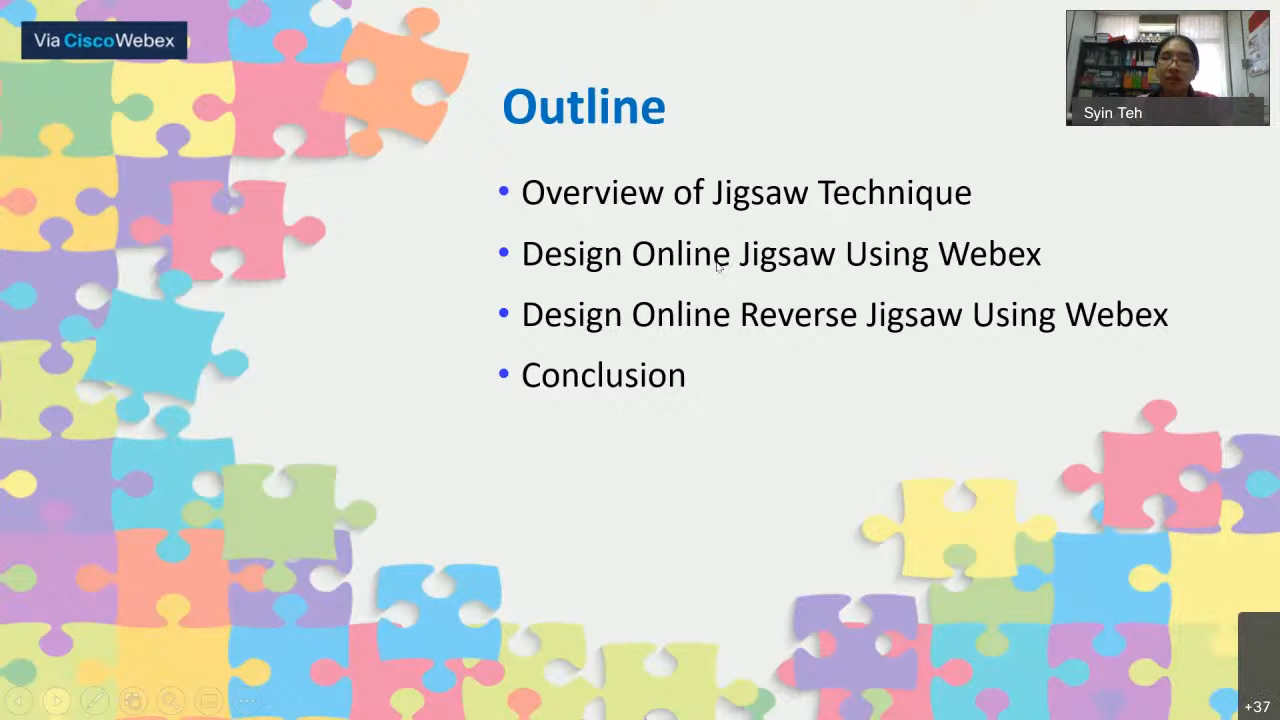 Via CiscoWebex
Syin Teh
Outline
• Overview of Jigsaw Technique
• Design Online Jigsaw Using Webex
• Design Online Reverse Jigsaw Using Webex
• Conclusion
+37